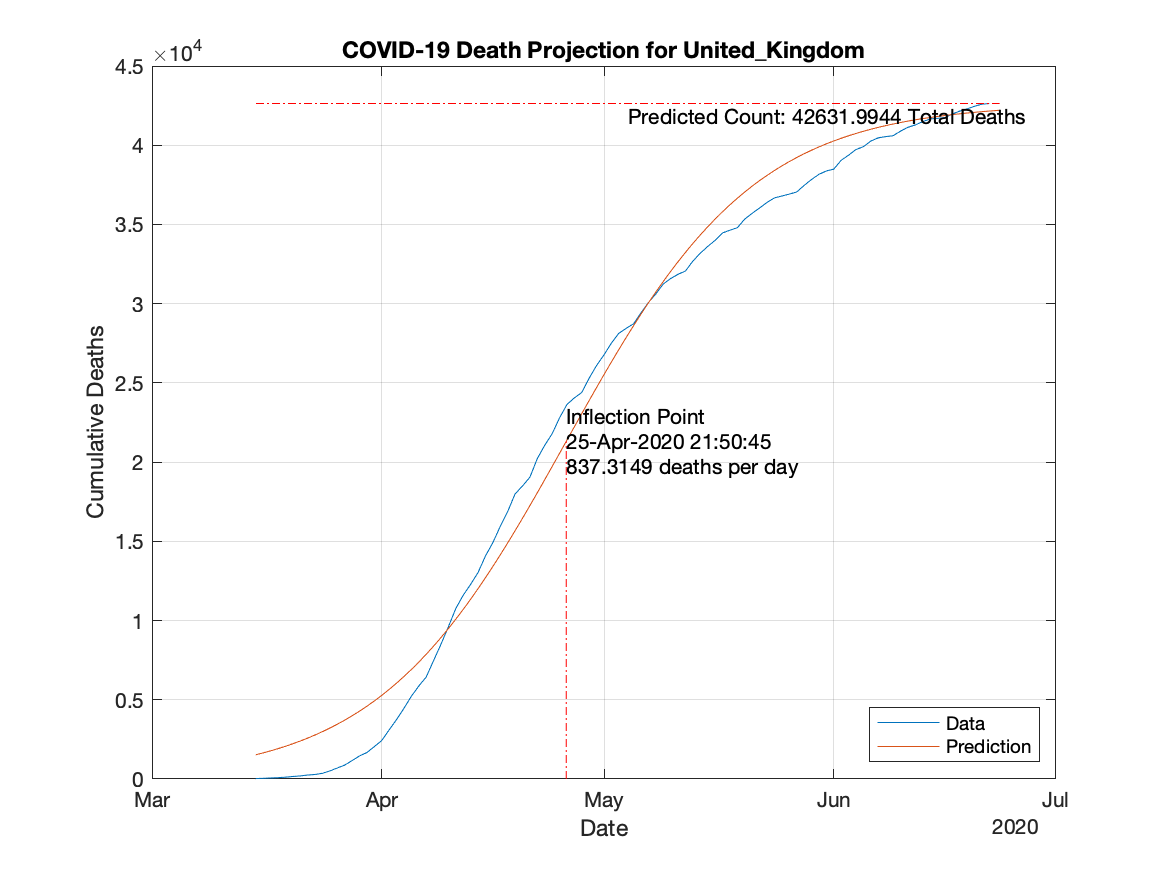 COVID-19 Death Projection for United_Kingdom
×10⁴
4.5
4
3.5
3
2.5
2
1.5
1
0.5
0
Cumulative Deaths
Predicted Count: 42631.9944 Total Deaths
Inflection Point
25-Apr-2020 21:50:45
837.3149 deaths per day
Data
Prediction
Mar Apr May Jun Jul
Date
2020